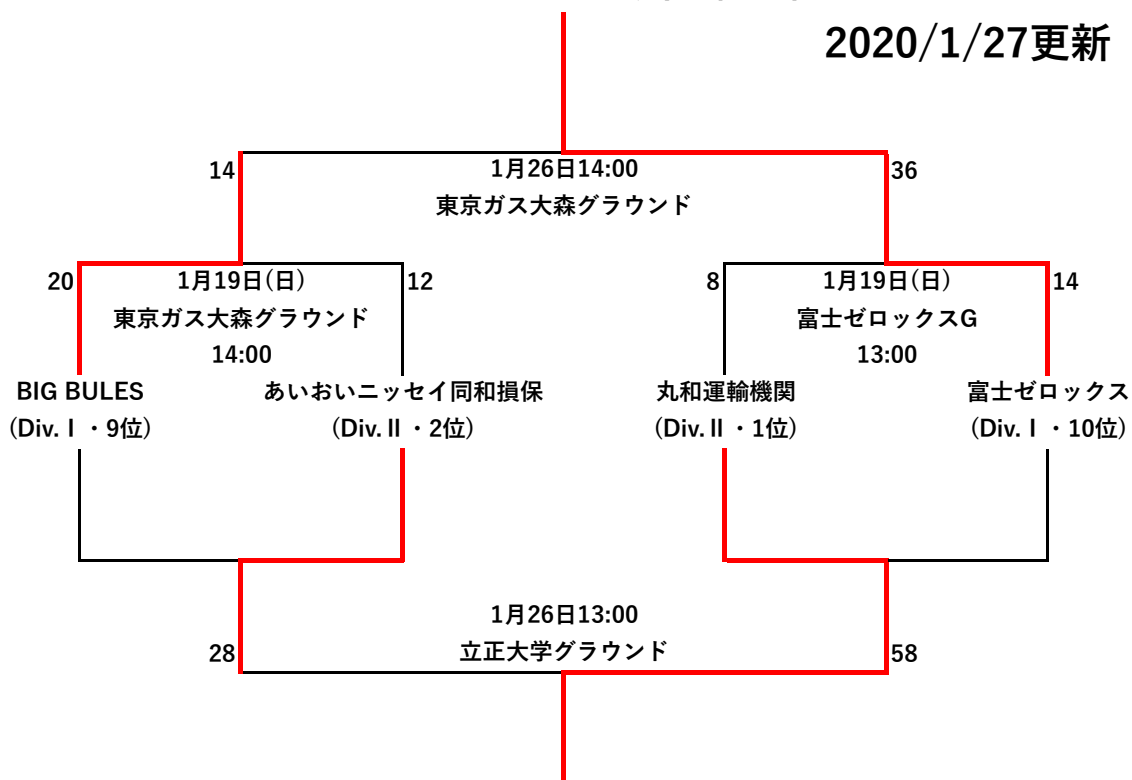 2020/1/27更新
14
1月26日14:00
36
東京ガス大森グラウンド
20
1月19日(日)
12
8
1月19日(日)
14
東京ガス大森グラウンド
富士ゼロックスG
14:00
13:00
BIG BULES
あいおいニッセイ同和損保
丸和運輸機関
富士ゼロックス
(Div.Ⅰ・9位)
(Div.Ⅱ・2位)
(Div.Ⅱ・1位)
(Div.Ⅰ・10位)
1月26日13:00
28
立正大学グラウンド
58